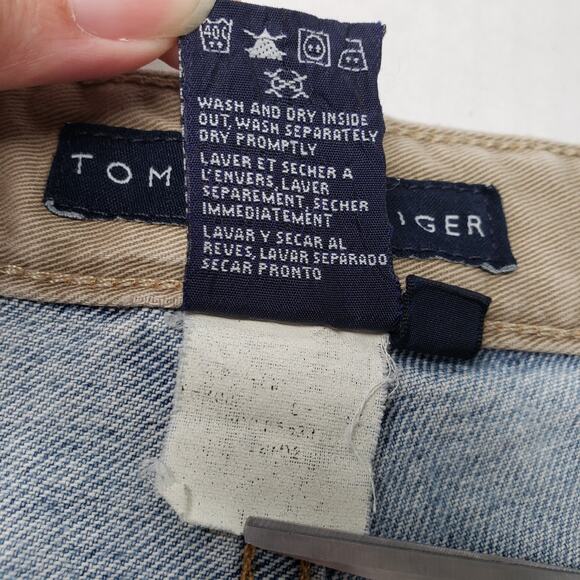 40C
WASH AND DRY INSIDE
OUT, WASH SEPARATELY
DRY PROMPTLY
LAVER ET SECHER A
L'ENVERS, LAVER
SEPAREMENT, SECHER
IMMEDIATEMENT
LAVAR Y SECAR AL
REVES, LAVAR SEPARADO
SECAR PRONTO
TOM GER